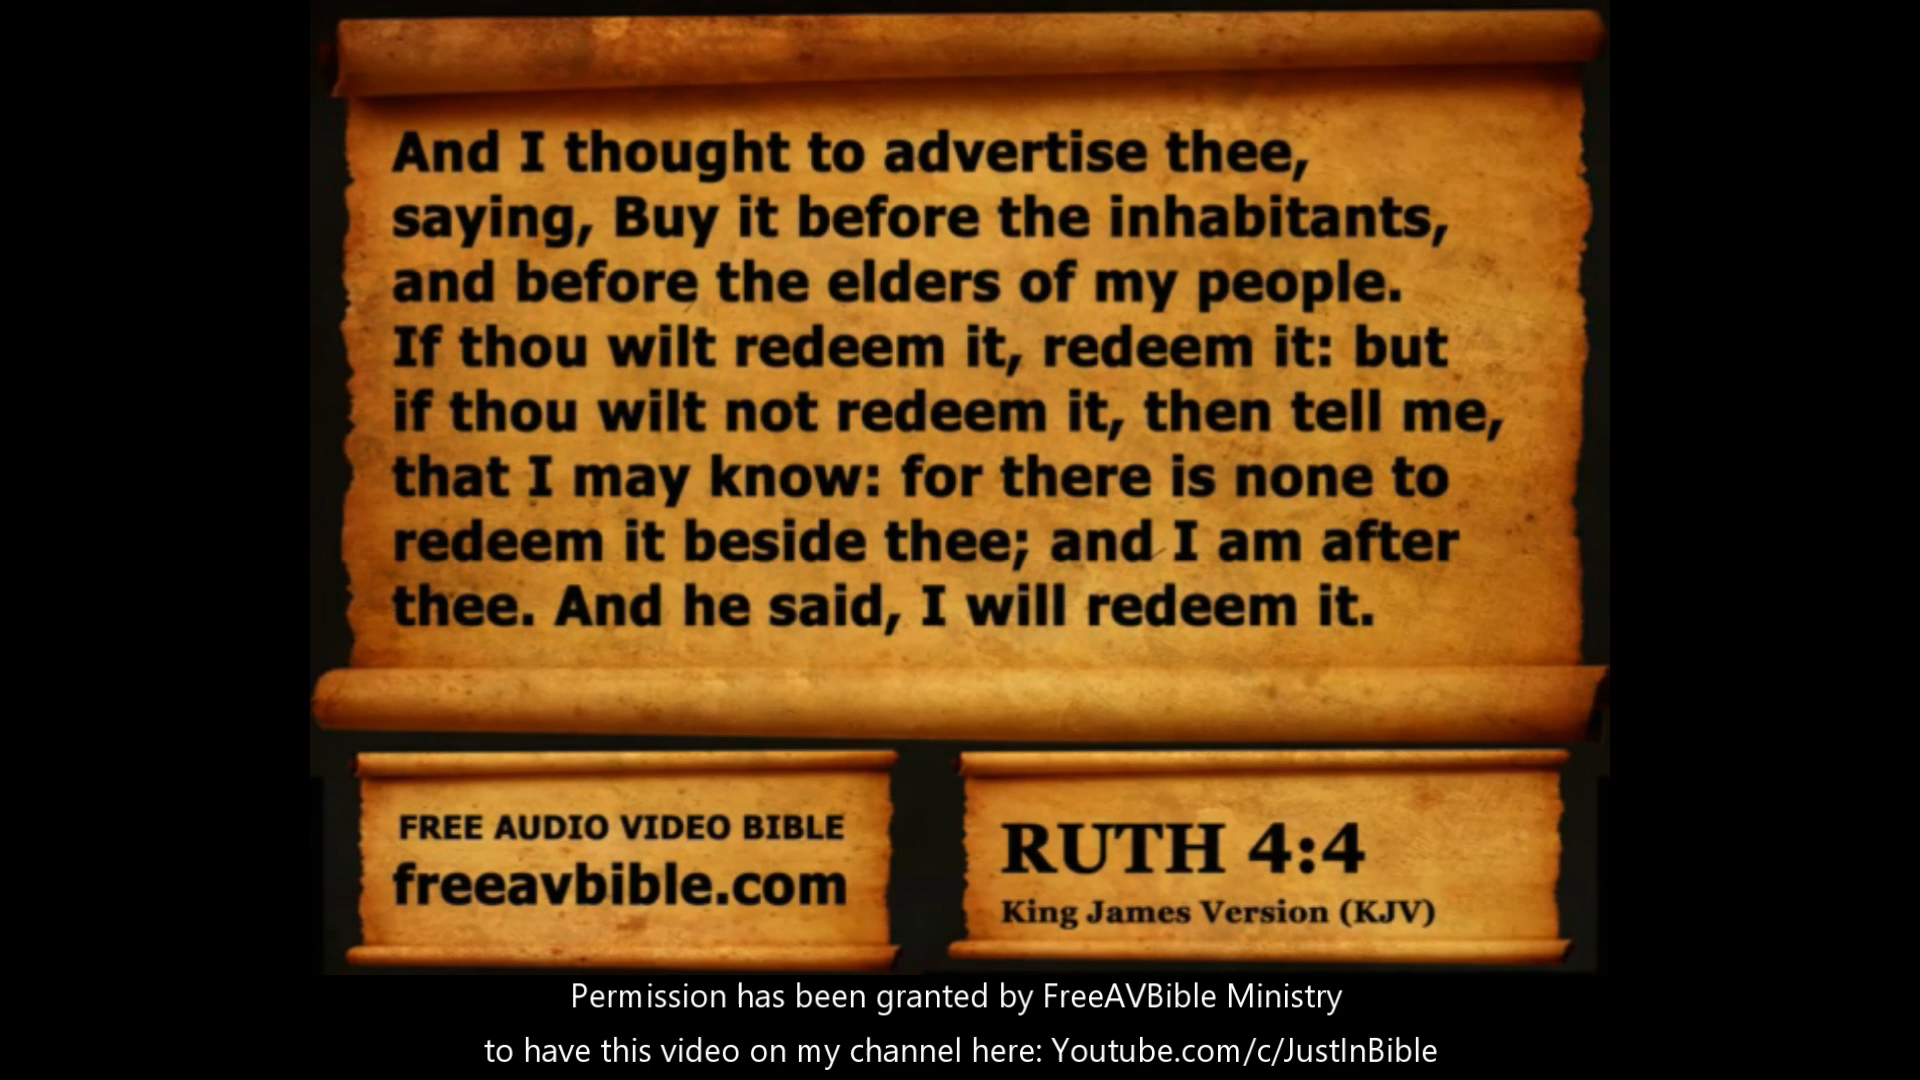 And I thought to advertise thee,
saying, Buy it before the inhabitants,
and before the elders of my people.
If thou wilt redeem it, redeem it: but
if thou wilt not redeem it, then tell me,
that I may know: for there is none to
redeem it beside thee; and I am after
thee. And he said, I will redeem it.
FREE AUDIO VIDEO BIBLE
freeavbible.com
RUTH 4:4
King James Version (KJV)
Permission has been granted by FreeAVBible Ministry
to have this video on my channel here: Youtube.com/c/JustInBible